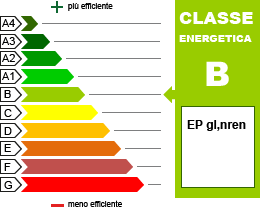 + più efficiente
A4
A3
A2
A1
B
C
D
E
F
G
— meno efficiente
CLASSE
ENERGETICA
B
EP gl,nren